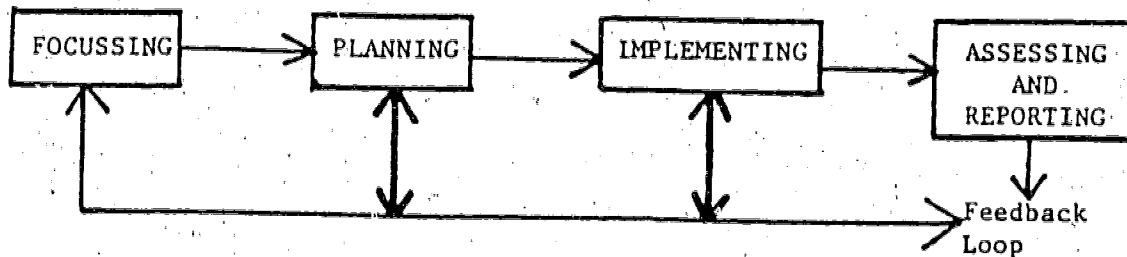 FOCUSSING
PLANNING
IMPLEMENTING
ASSESSING
AND
REPORTING
Feedback
Loop